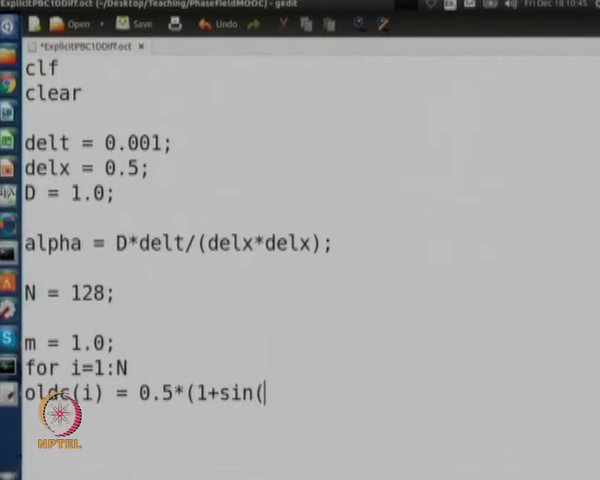 ExplicitPBC1DDiff.oct (~/Desktop/Teaching/PhaseFieldMOOC) - gedit
Fri Dec 18 10:45
Open
Save
Undo
*ExplicitPBC1DDiff.oct ×
clf
clear
delt = 0.001;
delx = 0.5;
D = 1.0;
alpha = D*delt/(delx*delx);
N = 128;
m = 1.0;
for i=1:N
oldc(i) = 0.5*(1+sin(
NPTEL